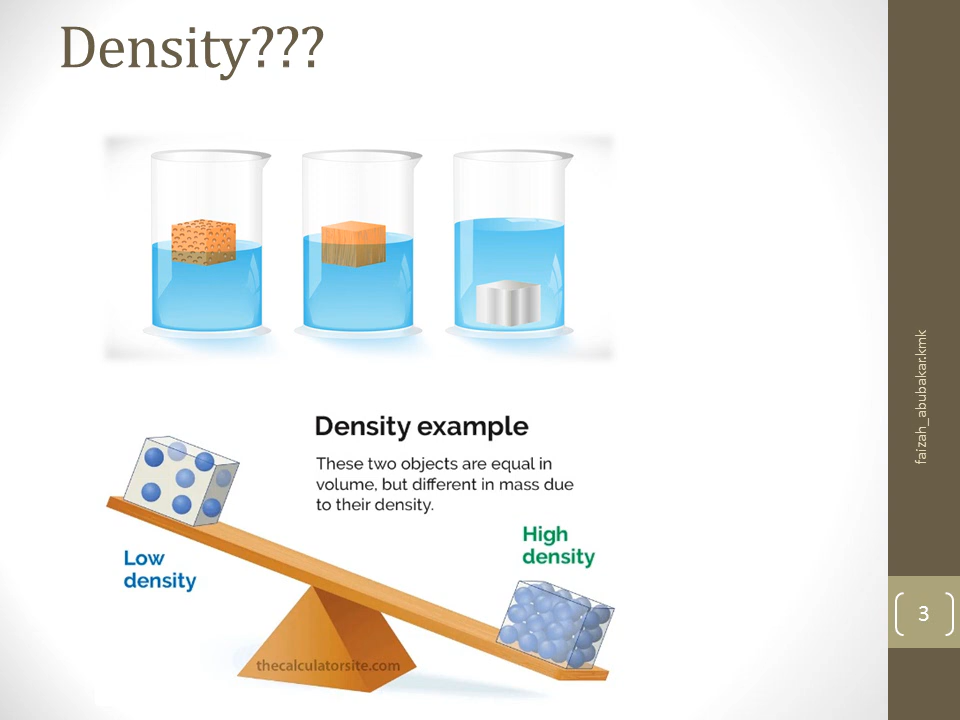 Density???
Density example
These two objects are equal in
volume, but different in mass due
to their density.
High
density
Low
density
thecalculatorsite.com
faizah_abubakar.kmk
3